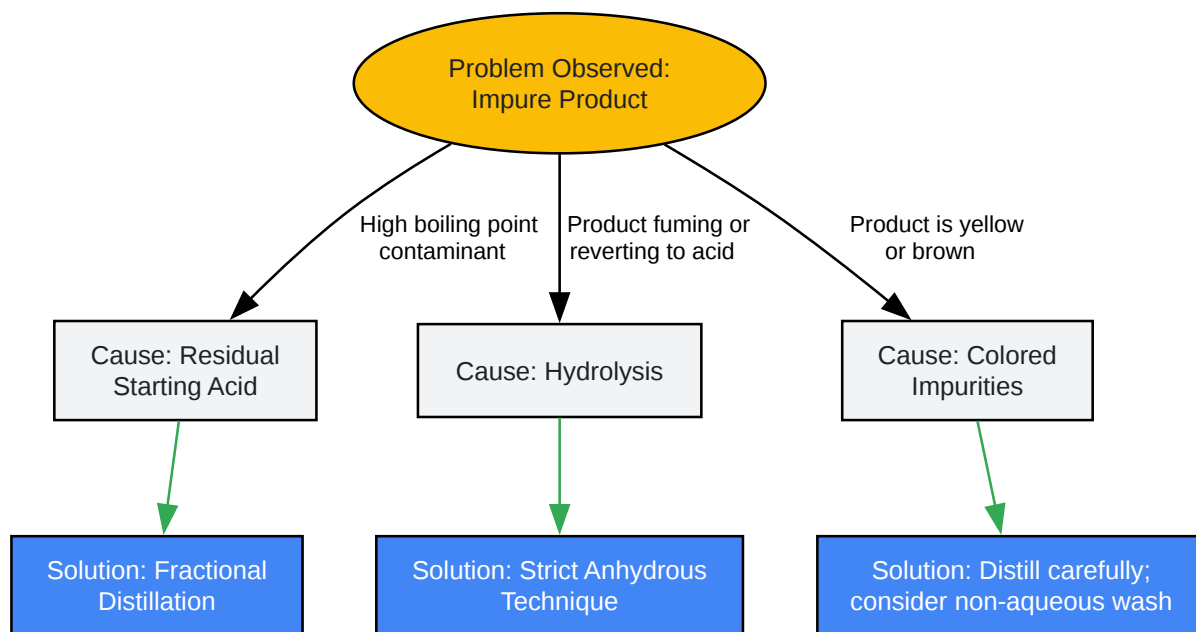 Problem Observed:
Impure Product
High boiling point
contaminant
Product fuming or
reverting to acid
Product is yellow
or brown
Cause: Residual
Starting Acid
Cause: Hydrolysis
Cause: Colored
Impurities
Solution: Fractional
Distillation
Solution: Strict Anhydrous
Technique
Solution: Distill carefully;
consider non-aqueous wash